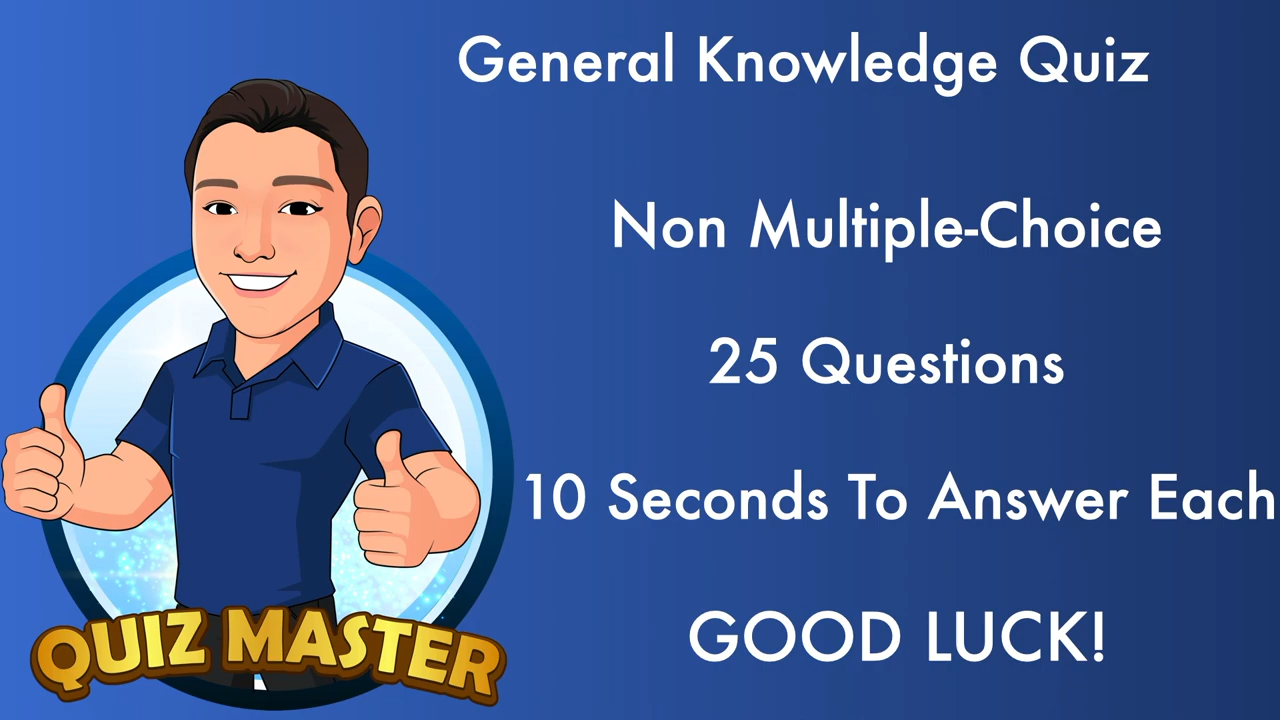 General Knowledge Quiz
Non Multiple-Choice
25 Questions
10 Seconds To Answer Each
GOOD LUCK!
QUIZ MASTER